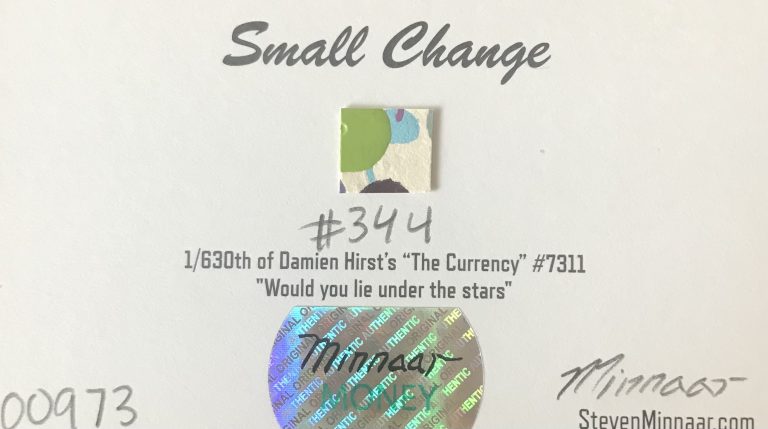 Small Change
#344
1/630th of Damien Hirst's “The Currency” #7311
"Would you lie under the stars"
Minnaar
MONEY
00973
Minnaar
StevenMinnaar.com